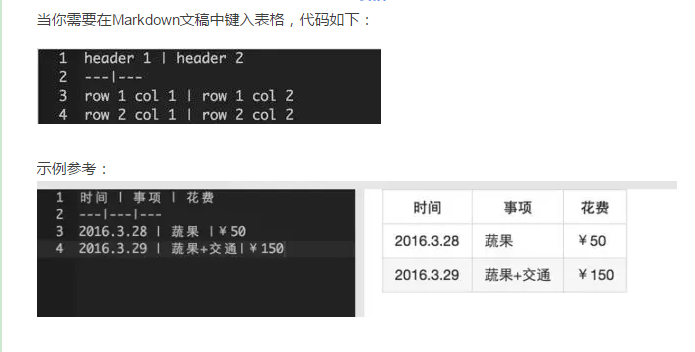 当你需要在Markdown文稿中键入表格，代码如下：
1 header 1 | header 2
2 ---|---
3 row 1 col 1 | row 1 col 2
4 row 2 col 1 | row 2 col 2
示例参考：
1 时间 | 事项 | 花费
2 ---|---|---
3 2016.3.28 | 蔬果 |￥50
4 2016.3.29 | 蔬果+交通|￥150
时间 事项 花费
2016.3.28 蔬果 ￥50
2016.3.29 蔬果+交通 ￥150